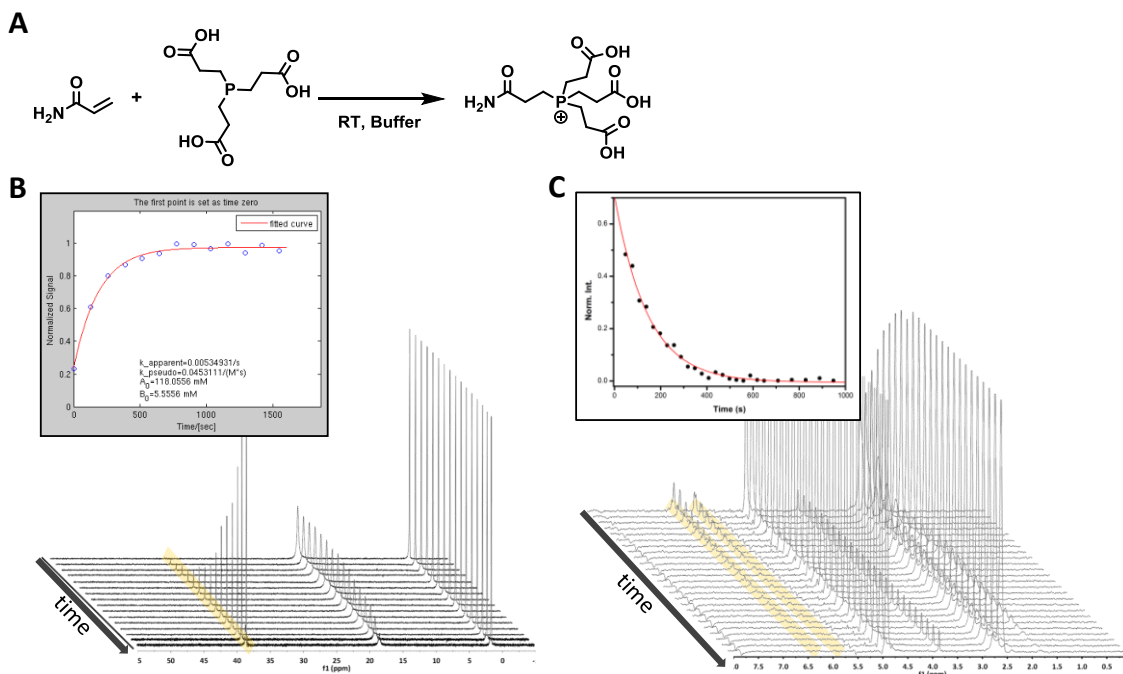 A
O
H2N
+
O
OH
P
O
OH
OH
O
RT, Buffer
O
H2N
P
⊕
O
OH
O
OH
O
OH
B
The first point is set as time zero
fitted curve
Normalized Signal
1
0.8
0.6
0.4
0.2
0
k_apparent=0.00534931/s
k_pseudo=0.0453111/(M*s)
A_0=118.0556 mM
B_0=5.5556 mM
0 500 1000 1500
Time/[sec]
time
5 50 45 40 35 30 25 20 15 10 5 0
f1 (ppm)
C
Norm. Int.
0.6
0.4
0.2
0.0
0 200 400 600 800 1000
Time (s)
time
8.0 7.5 7.0 6.5 6.0 5.5 5.0 4.5 4.0 3.5 3.0 2.5 2.0 1.5 1.0 0.5
f1 (ppm)